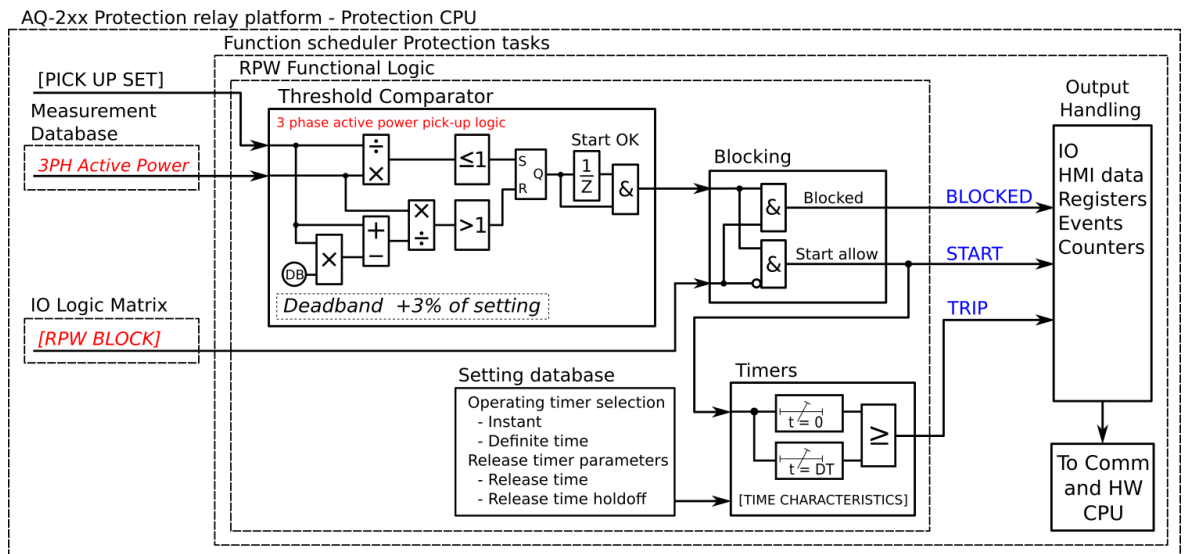 AQ-2xx Protection relay platform - Protection CPU
Function scheduler Protection tasks
RPW Functional Logic
[PICK UP SET]
Measurement
Database
3PH Active Power
Threshold Comparator
3 phase active power pick-up logic
÷
×
≤1
S
Q
R
Start OK
1
Z
&
+
−
×
÷
>1
×
DB
Deadband +3% of setting
IO Logic Matrix
[RPW BLOCK]
Blocking
&
Blocked
&
Start allow
BLOCKED
START
TRIP
Output
Handling
IO
HMI data
Registers
Events
Counters
Setting database
Operating timer selection
- Instant
- Definite time
Release timer parameters
- Release time
- Release time holdoff
Timers
t = 0
t = DT
≥
[TIME CHARACTERISTICS]
To Comm
and HW
CPU